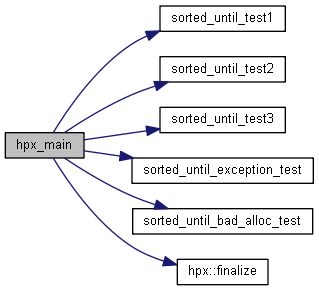 sorted_until_test1
sorted_until_test2
sorted_until_test3
hpx_main
sorted_until_exception_test
sorted_until_bad_alloc_test
hpx::finalize